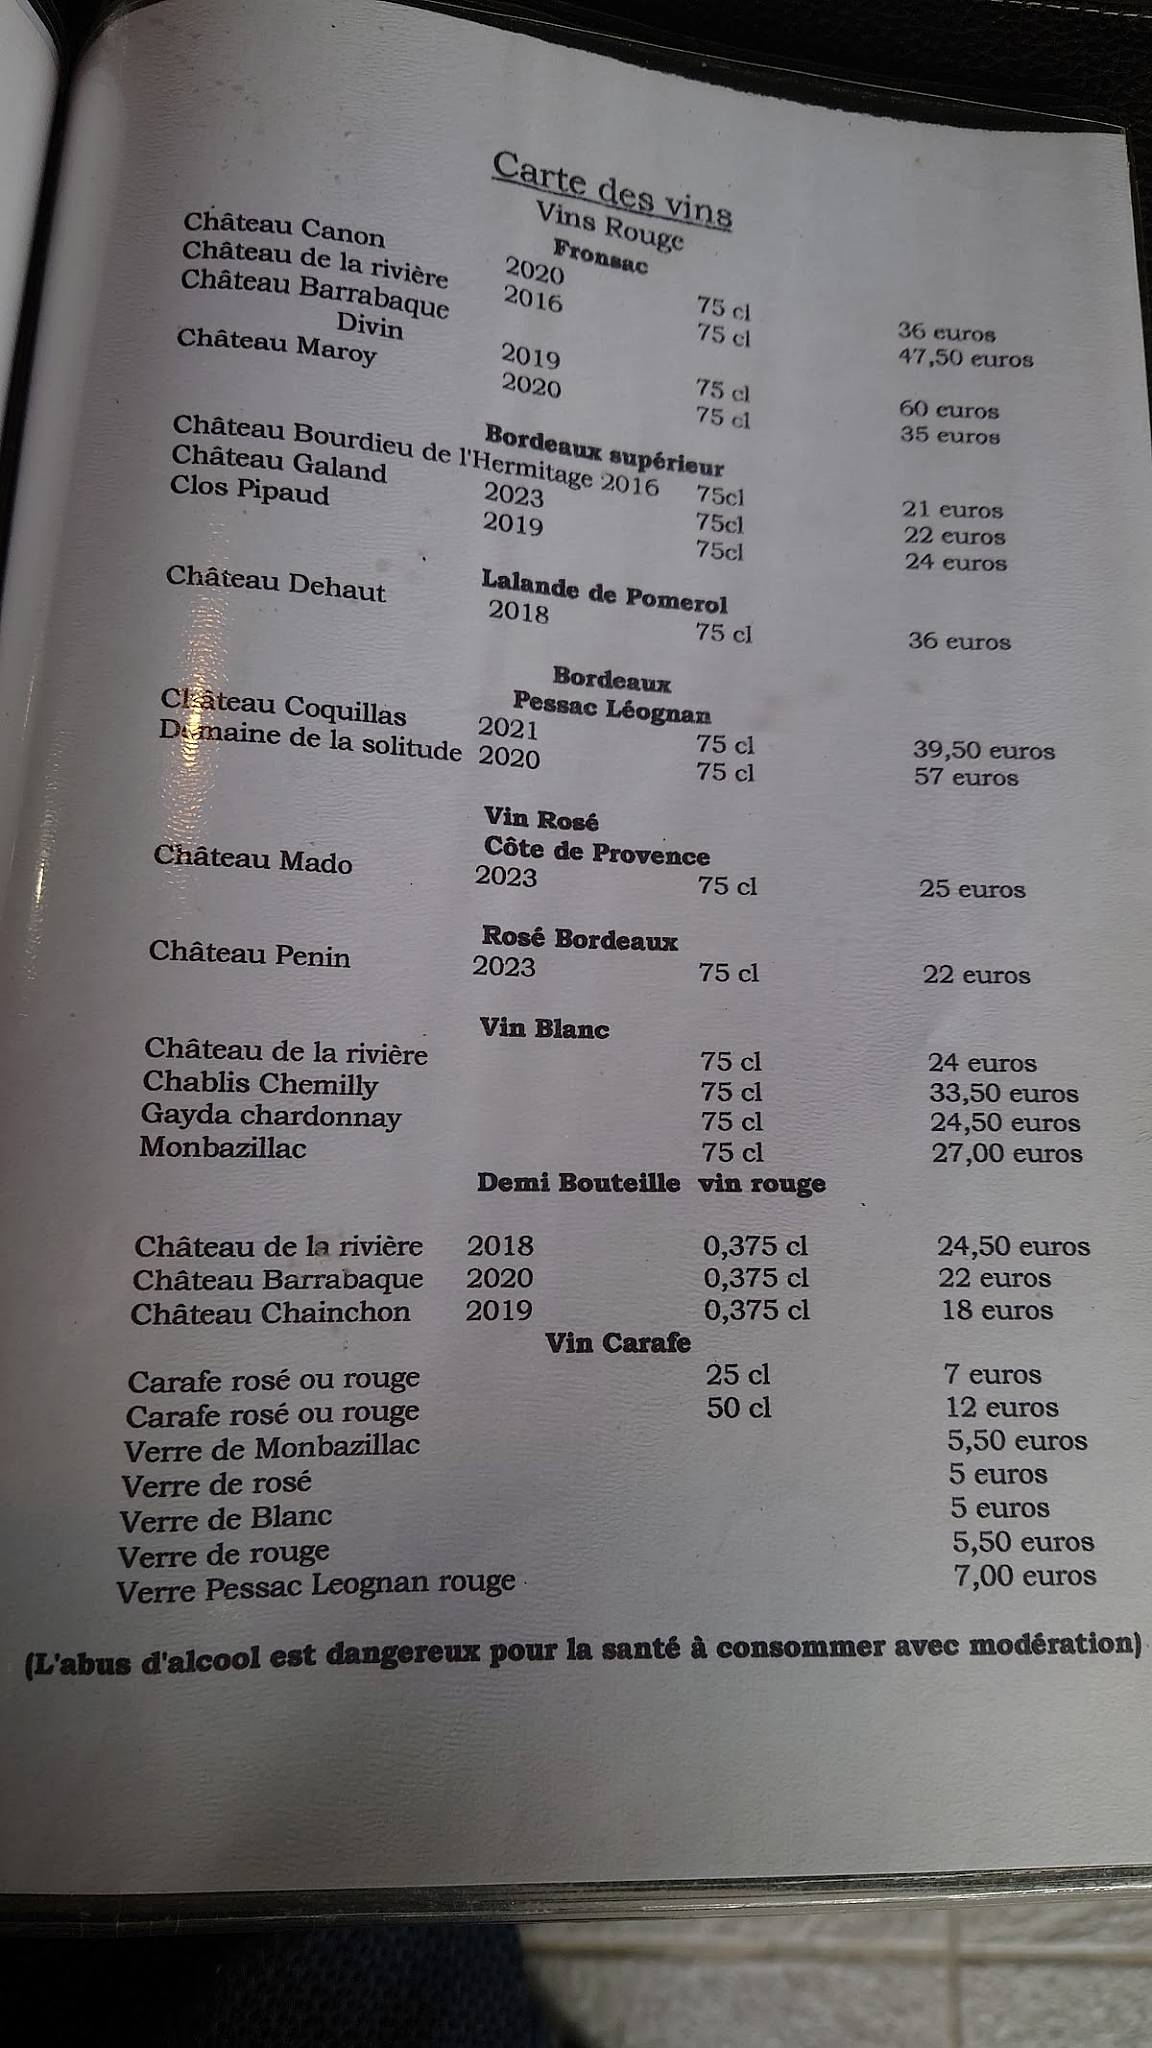 Carte des vins
Vins Rouge
Fronsac
Château Canon 2020 75 cl 36 euros
Château de la rivière 2016 75 cl 47,50 euros
Château Barrabaque
Divin 2019 75 cl 60 euros
Château Maroy 2020 75 cl 35 euros
Bordeaux supérieur
Château Bourdieu de l'Hermitage 2016 75cl 21 euros
Château Galand 2023 75cl 22 euros
Clos Pipaud 2019 75cl 24 euros
Lalande de Pomerol
Château Dehaut 2018 75 cl 36 euros
Bordeaux
Pessac Léognan
Château Coquillas 2021 75 cl 39,50 euros
Domaine de la solitude 2020 75 cl 57 euros
Vin Rosé
Côte de Provence
Château Mado 2023 75 cl 25 euros
Rosé Bordeaux
Château Penin 2023 75 cl 22 euros
Vin Blanc
Château de la rivière 75 cl 24 euros
Chablis Chemilly 75 cl 33,50 euros
Gayda chardonnay 75 cl 24,50 euros
Monbazillac 75 cl 27,00 euros
Demi Bouteille vin rouge
Château de la rivière 2018 0,375 cl 24,50 euros
Château Barrabaque 2020 0,375 cl 22 euros
Château Chainchon 2019 0,375 cl 18 euros
Vin Carafe
Carafe rosé ou rouge 25 cl 7 euros
Carafe rosé ou rouge 50 cl 12 euros
Verre de Monbazillac 5,50 euros
Verre de rosé 5 euros
Verre de Blanc 5 euros
Verre de rouge 5,50 euros
Verre Pessac Leognan rouge 7,00 euros
(L'abus d'alcool est dangereux pour la santé à consommer avec modération)